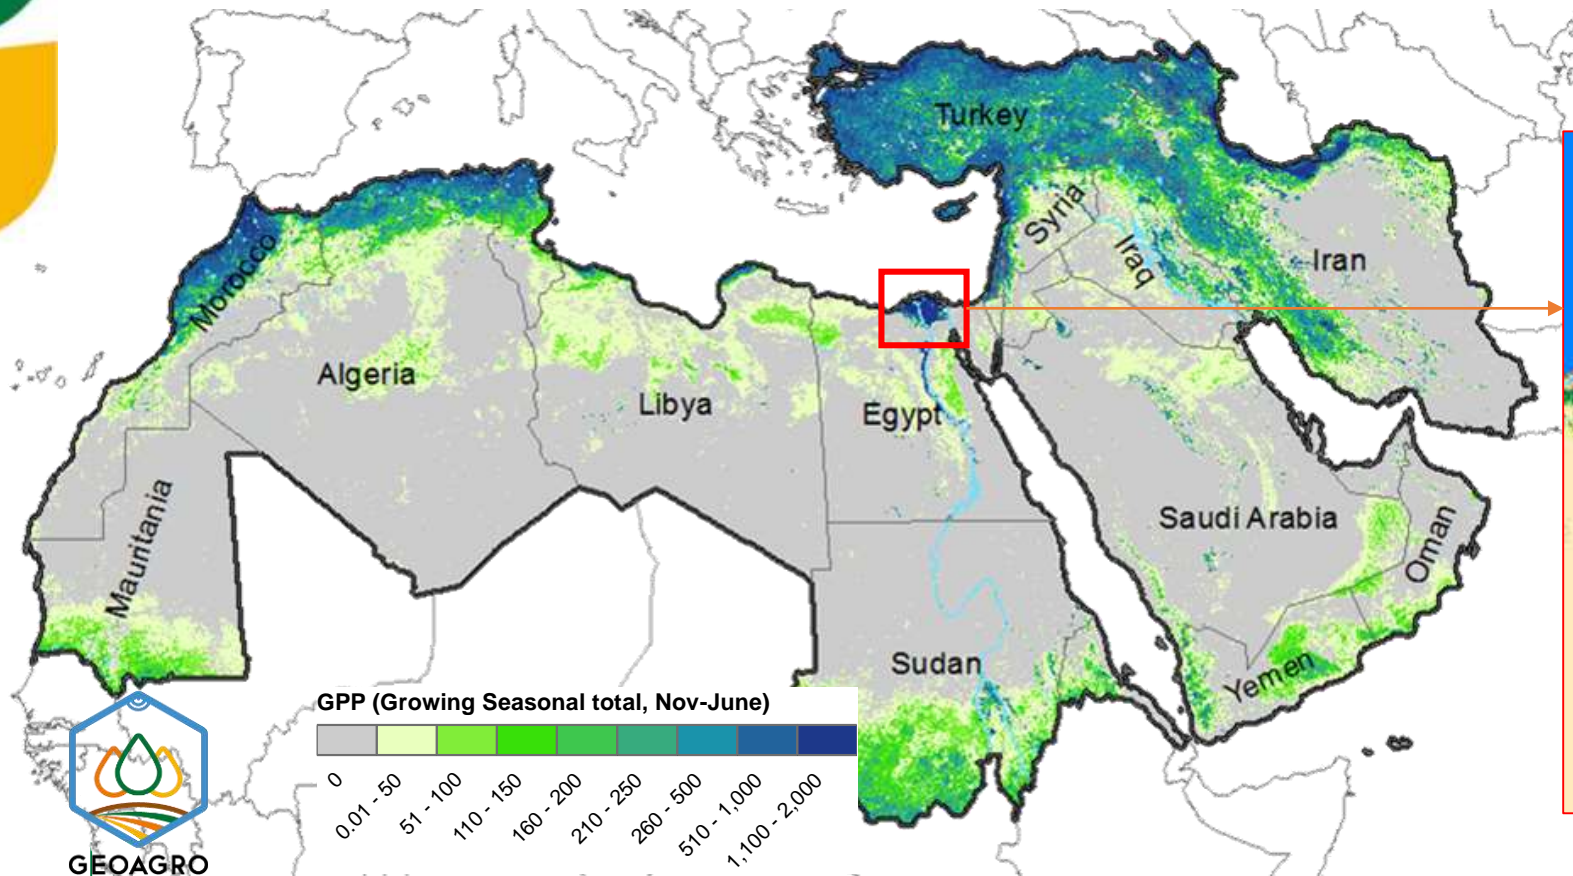 Turkey
Syria
Iraq
Iran
Morocco
Algeria
Libya
Egypt
Mauritania
Saudi Arabia
Oman
Sudan
Yemen
GPP (Growing Seasonal total, Nov-June)
0
0.01 - 50
51 - 100
110 - 150
160 - 200
210 - 250
260 - 500
510 - 1,000
1,100 - 2,000
GEOAGRO